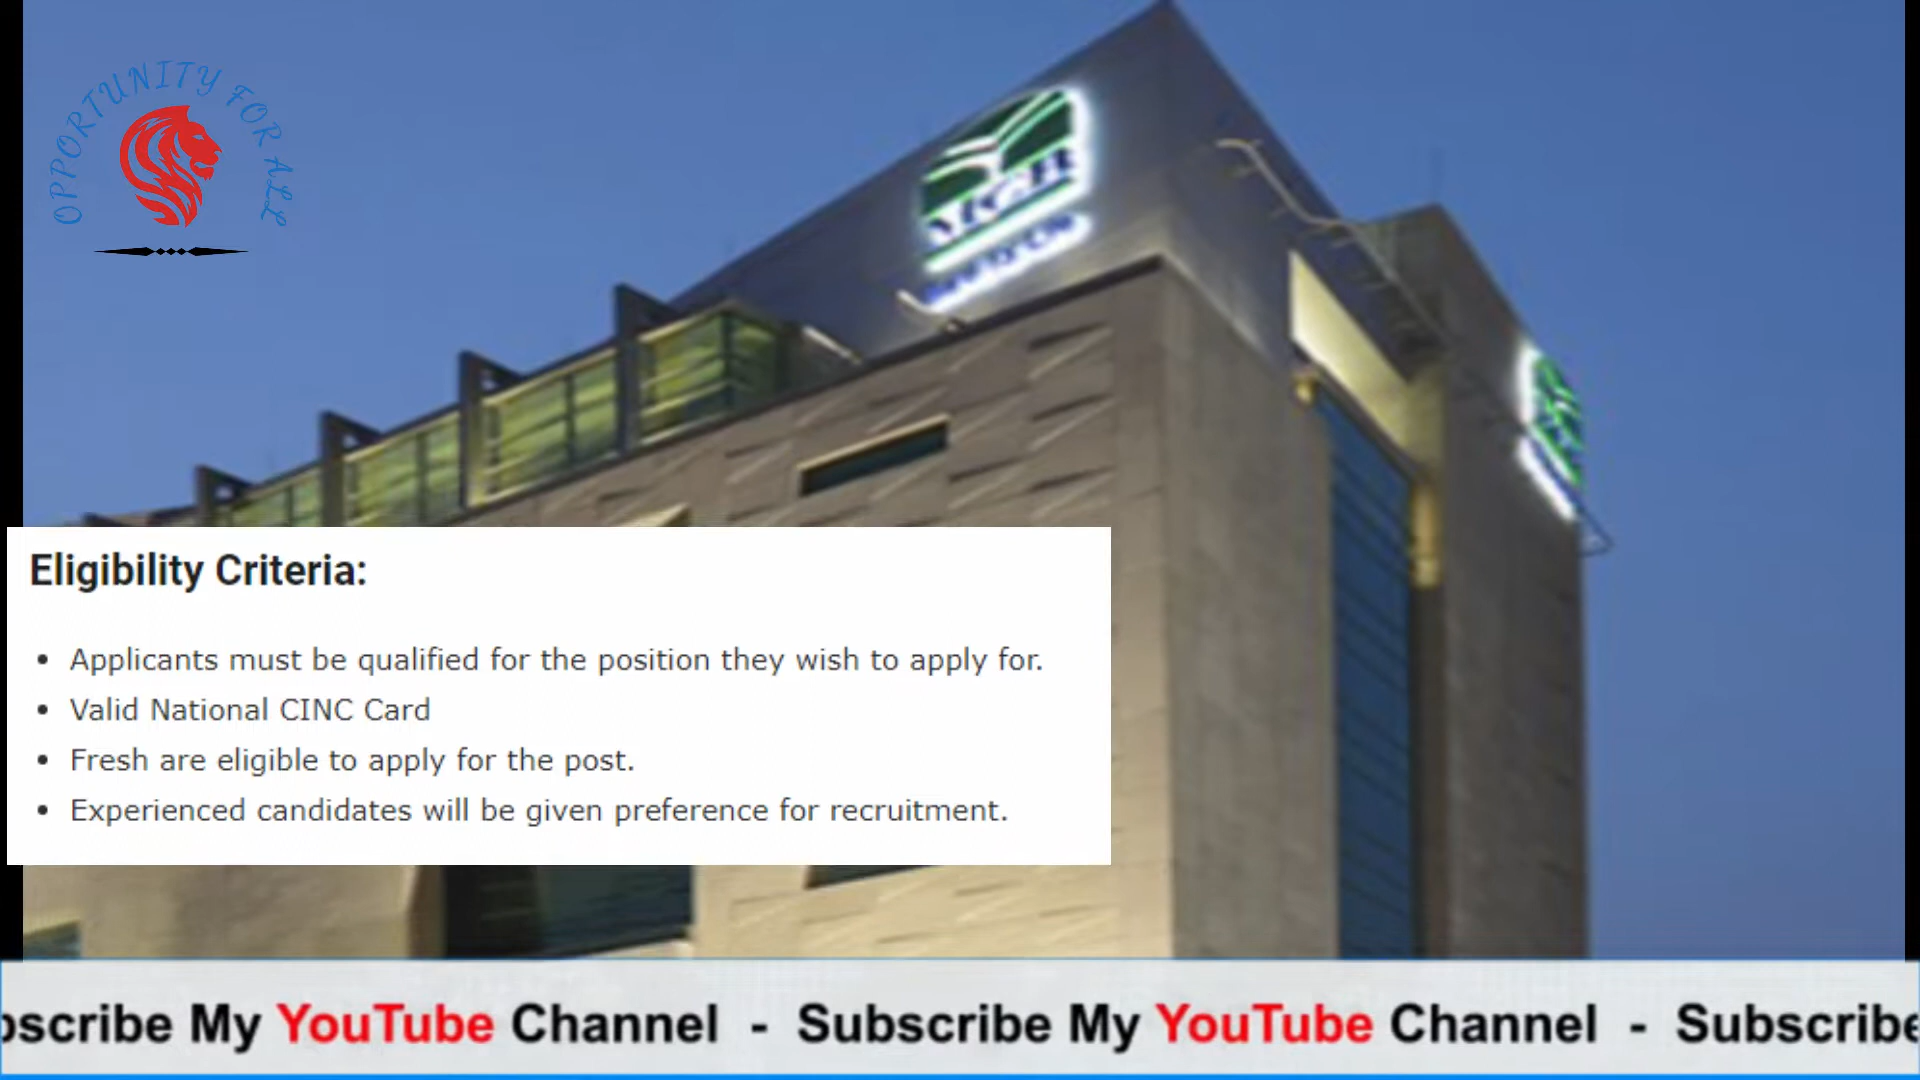 OPPORTUNITY FOR ALL
MCB
Eligibility Criteria:
• Applicants must be qualified for the position they wish to apply for.
• Valid National CINC Card
• Fresh are eligible to apply for the post.
• Experienced candidates will be given preference for recruitment.
bscribe My YouTube Channel - Subscribe My YouTube Channel - Subscribe